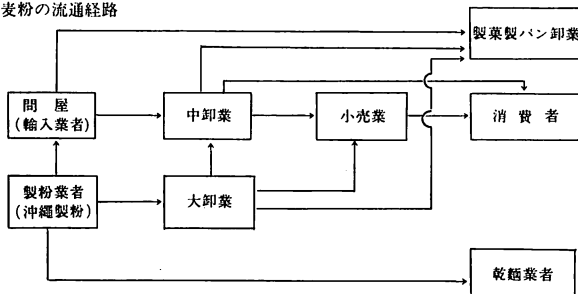 麦粉の流通経路
製菓製パン卸業
問屋
(輸入業者)
中卸業
小売業
消費者
製粉業者
(沖縄製粉)
大卸業
乾麺業者